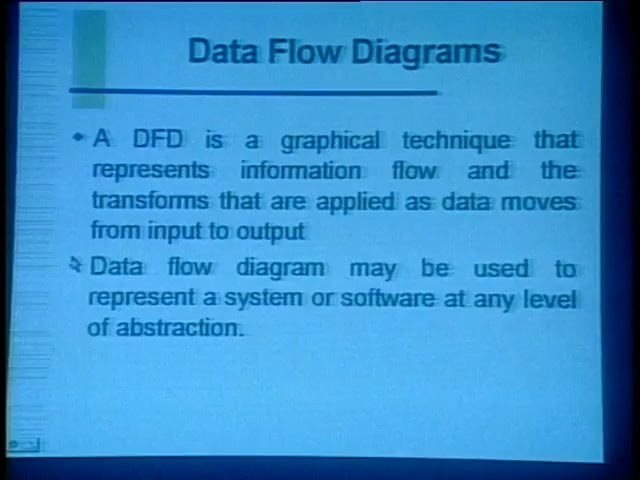 Data Flow Diagrams
A DFD is a graphical technique that
represents information flow and the
transforms that are applied as data moves
from input to output
Data flow diagram may be used to
represent a system or software at any level
of abstraction.